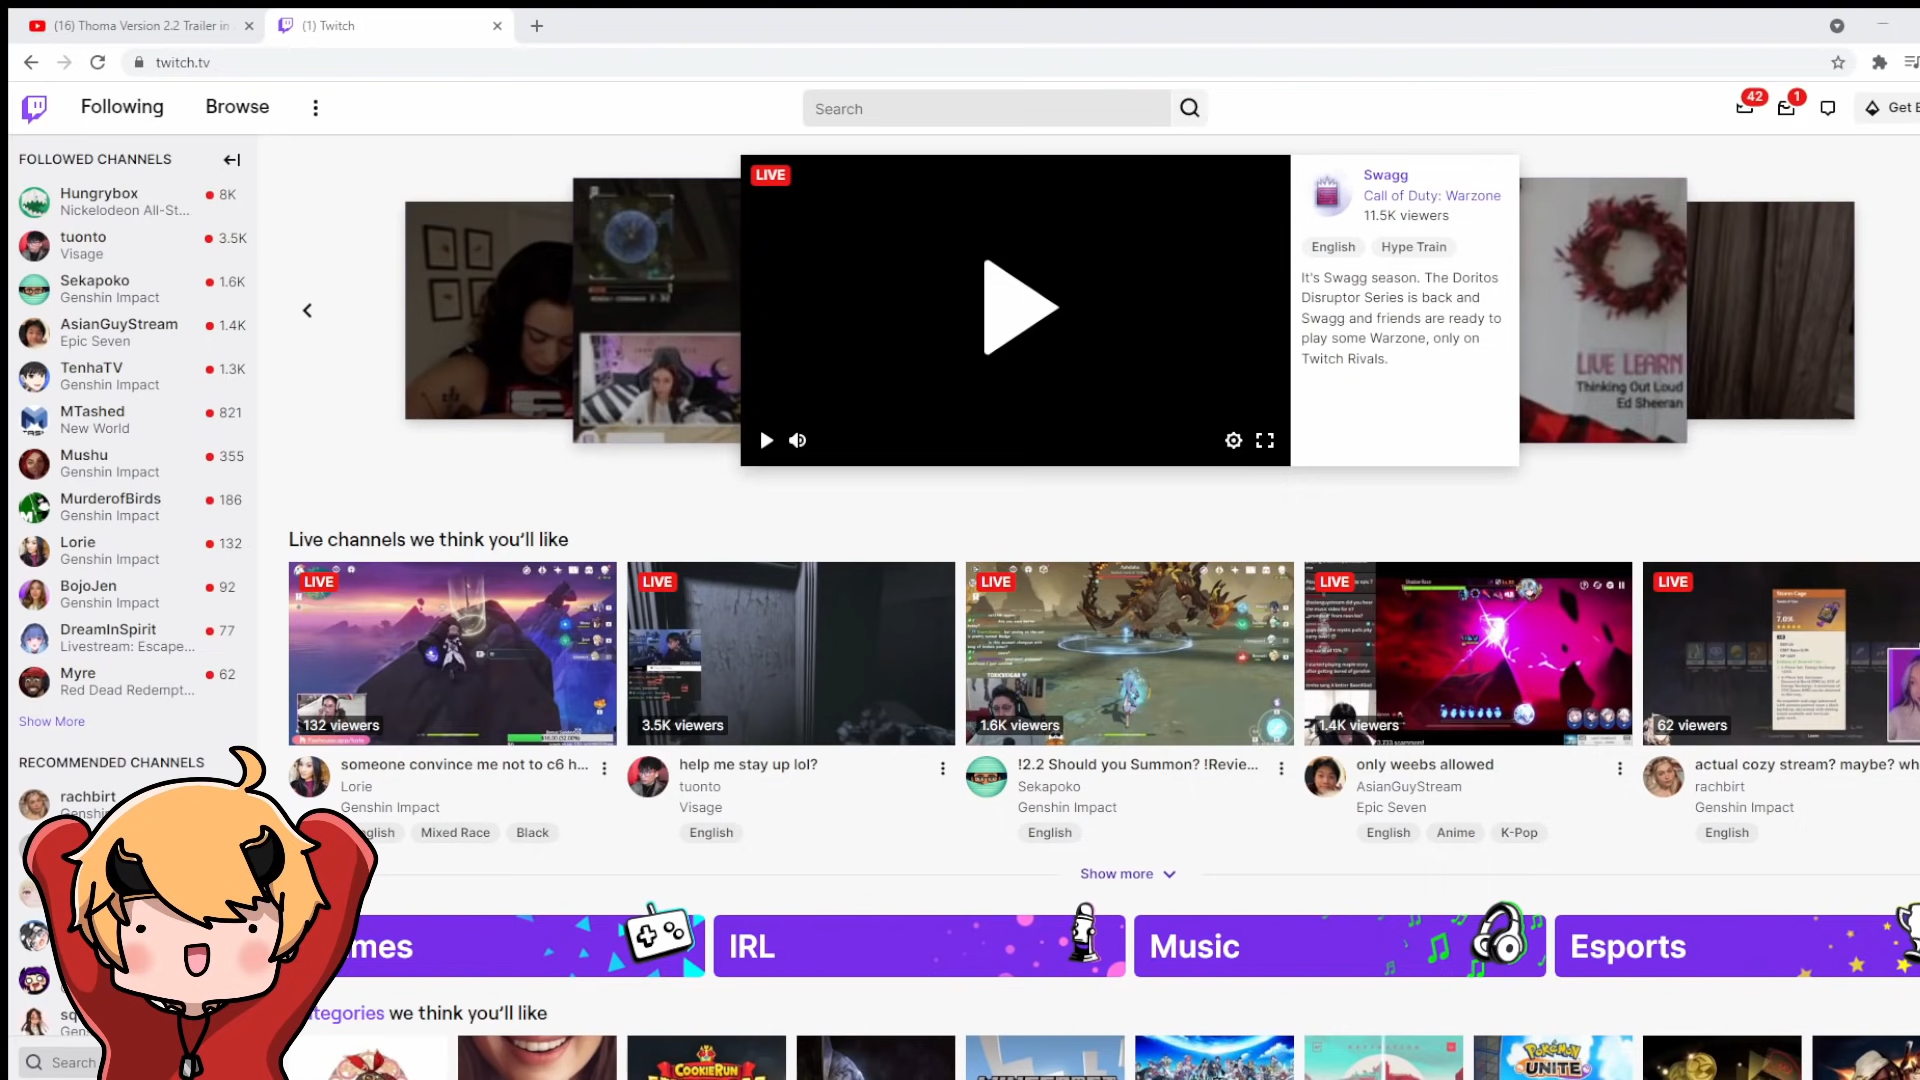 (16) Thoma Version 2.2 Trailer in
(1) Twitch
twitch.tv
Following
Browse
Search
42
1
FOLLOWED CHANNELS
Hungrybox
8K
Nickelodeon All-St...
tuonto
3.5K
Visage
Sekapoko
1.6K
Genshin Impact
AsianGuyStream
1.4K
Epic Seven
TenhaTV
1.3K
Genshin Impact
MTashed
821
New World
Mushu
355
Genshin Impact
MurderofBirds
186
Genshin Impact
Lorie
132
Genshin Impact
BojoJen
92
Genshin Impact
DreamInSpirit
77
Livestream: Escape...
Myre
62
Red Dead Redempt...
Show More
RECOMMENDED CHANNELS
rachbirt
Search
LIVE
Swagg
Call of Duty: Warzone
11.5K viewers
English
Hype Train
It's Swagg season. The Doritos
Disruptor Series is back and
Swagg and friends are ready to
play some Warzone, only on
Twitch Rivals.
LIVE LEARN
Thinking Out Loud
Ed Sheeran
Live channels we think you'll like
LIVE
132 viewers
someone convince me not to c6 h...
Lorie
Genshin Impact
Mixed Race
Black
LIVE
3.5K viewers
help me stay up lol?
tuonto
Visage
English
LIVE
1.6K viewers
!2.2 Should you Summon? !Revie...
Sekapoko
Genshin Impact
English
LIVE
1.4K viewers
only weebs allowed
AsianGuyStream
Epic Seven
English
Anime
K-Pop
LIVE
Storm Cage
7.0%
62 viewers
actual cozy stream? maybe? wh
rachbirt
Genshin Impact
English
Show more
IRL
Music
Esports
we think you'll like
COOKIERUN
POKÉMON
UNITE